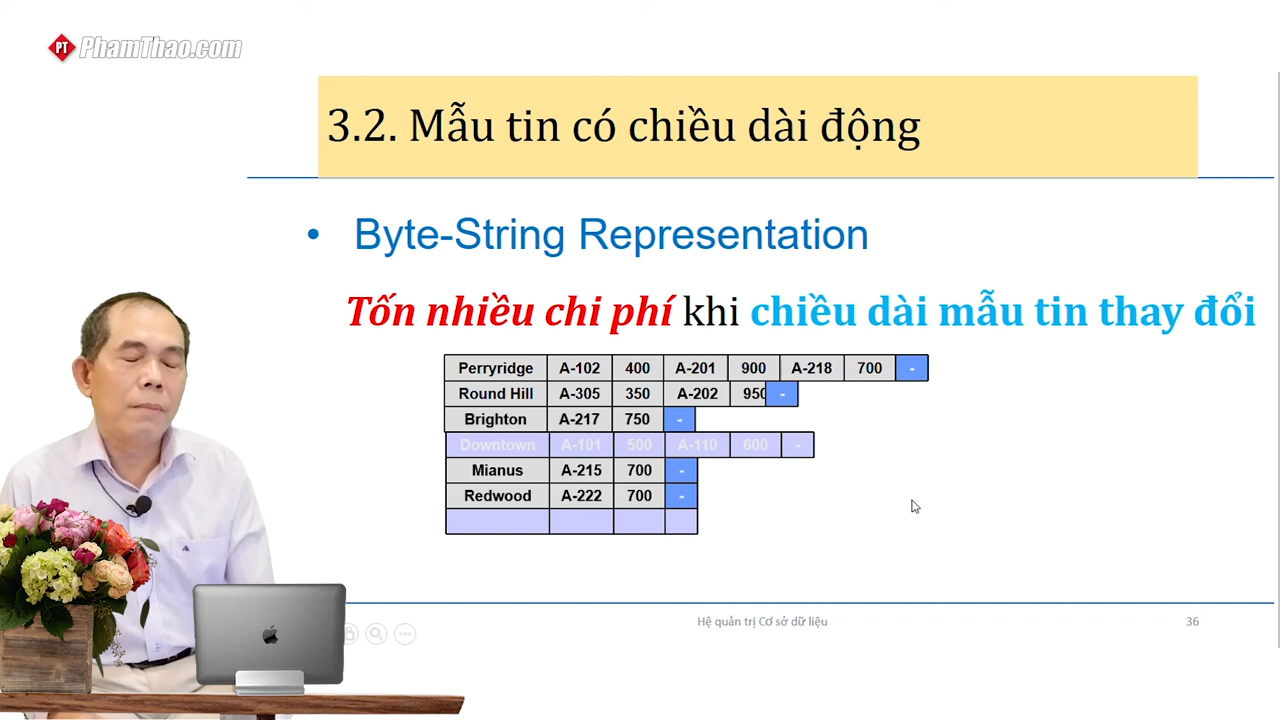 PT PhamThao.com
3.2. Mẫu tin có chiều dài động
• Byte-String Representation
Tốn nhiều chi phí khi chiều dài mẫu tin thay đổi
Perryridge A-102 400 A-201 900 A-218 700 -
Round Hill A-305 350 A-202 950 -
Brighton A-217 750 -
Downtown A-101 500 A-110 600 -
Mianus A-215 700 -
Redwood A-222 700 -
Hệ quản trị Cơ sở dữ liệu
36